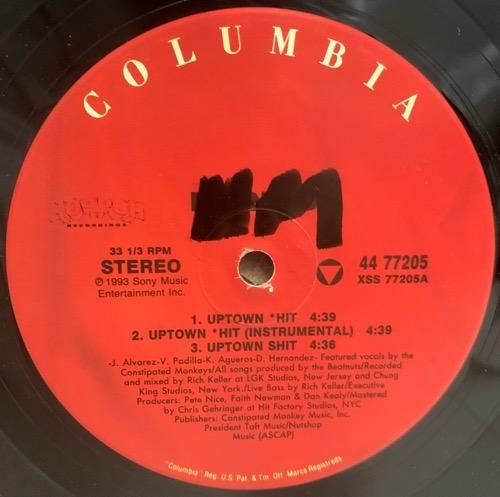 COLUMBIA
RECORDINGS
33 1/3 RPM
STEREO
℗ 1993 Sony Music
Entertainment Inc.
44 77205
XSS 77205A
1. UPTOWN *HIT 4:39
2. UPTOWN *HIT (INSTRUMENTAL) 4:39
3. UPTOWN SHIT 4:36
-J. Alvarez-V. Padilla-K. Agueros-D. Hernandez- Featured vocals by the
Constipated Monkeys/All songs produced by the Beatnuts/Recorded
and mixed by Rich Keller at LGK Studios, New Jersey and Chung
King Studios, New York./Live Bass by Rich Keller/Executive
Producers: Pete Nice, Faith Newman & Dan Kealy/Mastered
by Chris Gehringer at Hit Factory Studios, NYC
Publishers: Constipated Monkey Music, Inc.
President Taft Music/Nutshop
Music (ASCAP)
"Columbia" Reg. U.S. Pat. & T.m. Off. Marca Registrada.